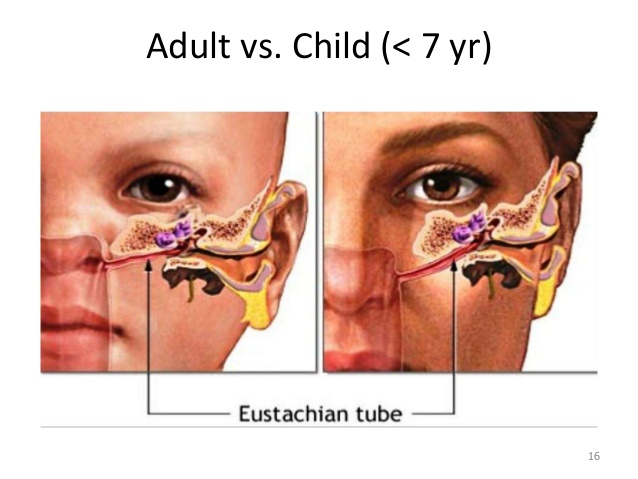 Adult vs. Child (< 7 yr)
Eustachian tube
16